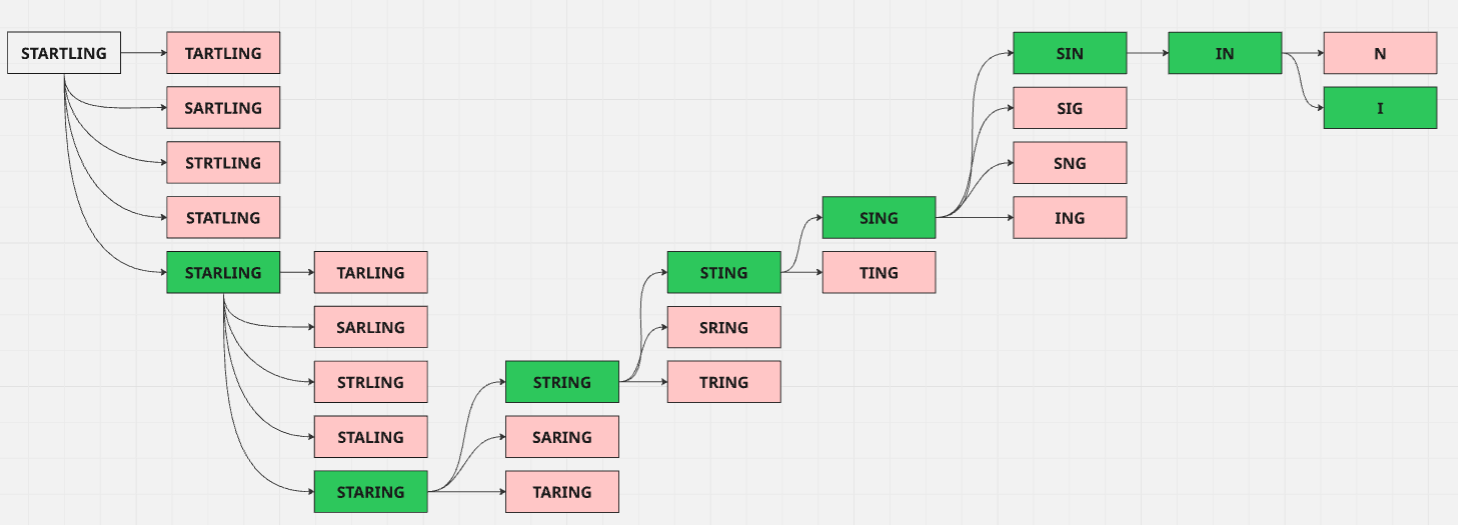 STARTLING TARTLING SIN IN N
SARTLING SIG I
STRTLING SNG
STATLING SING ING
STARLING TARLING STING TING
SARLING SRING
STRLING STRING TRING
STALING SARING
STARING TARING